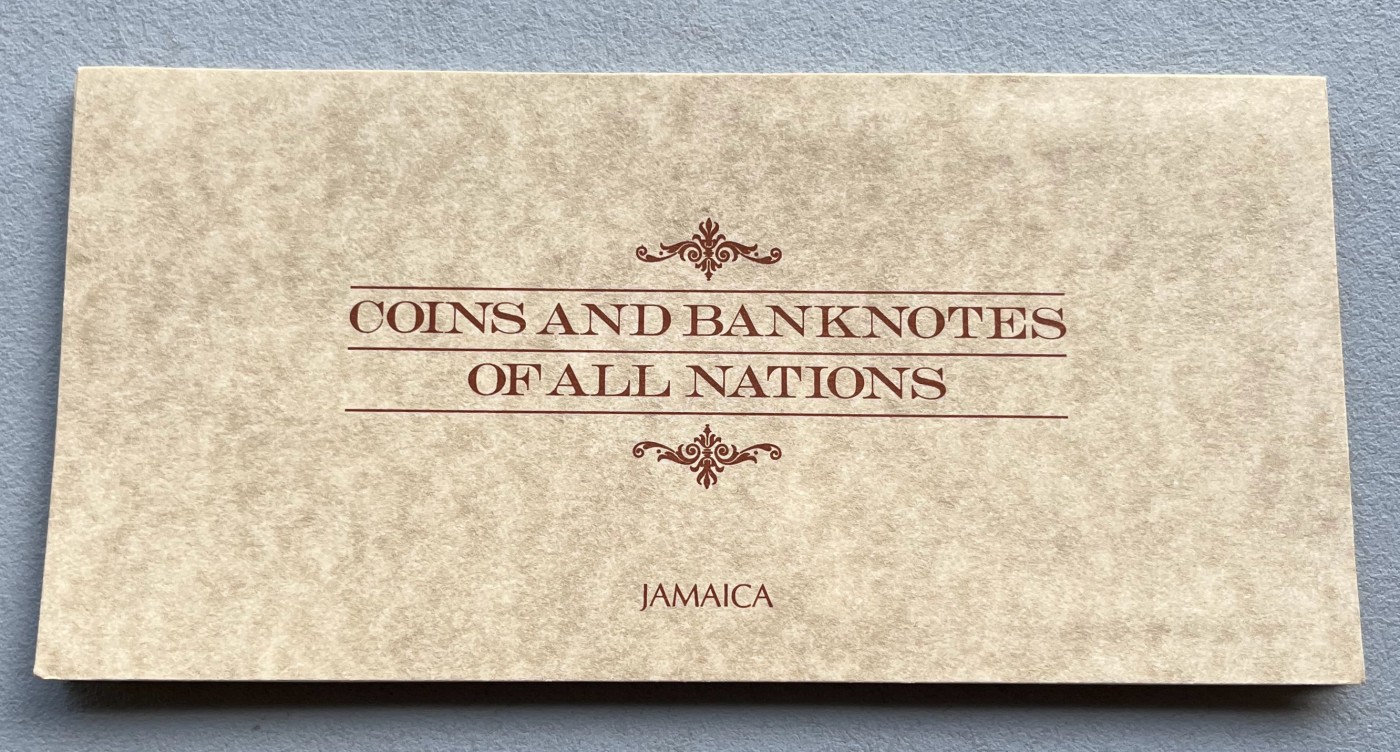 COINS AND BANKNOTES
OF ALL NATIONS
JAMAICA